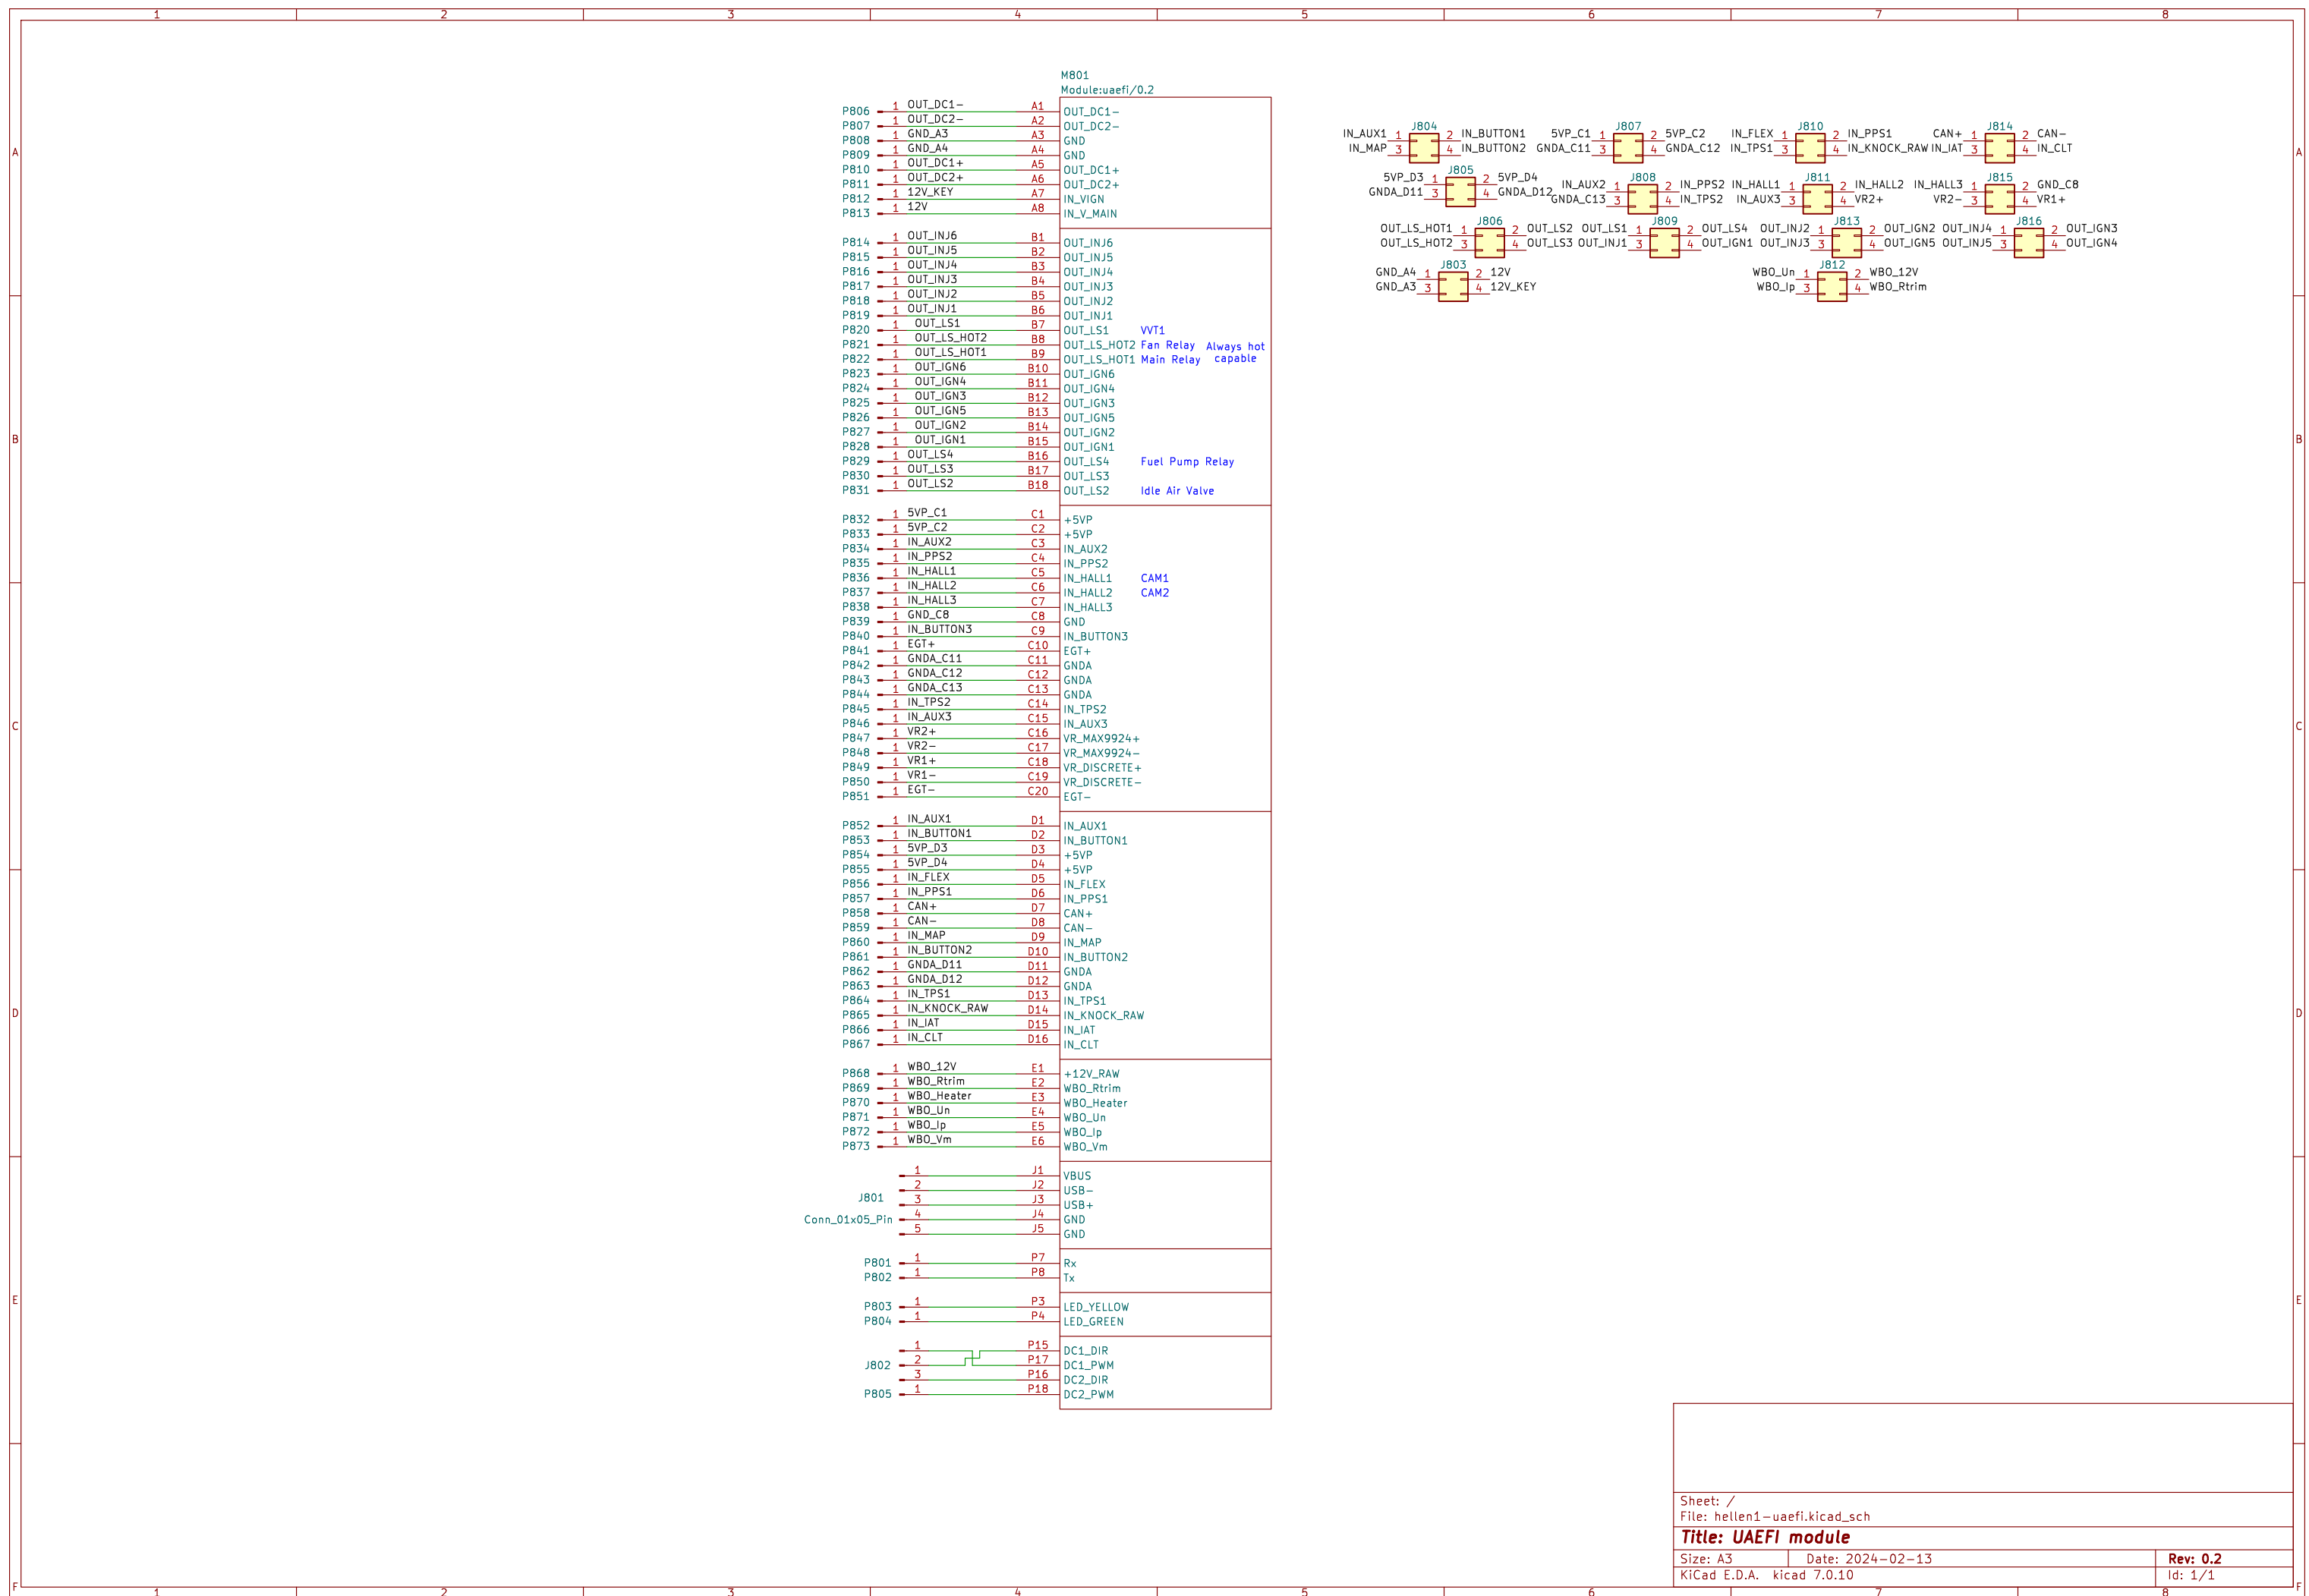 1 2 3 4 5 6 7 8
A A
B B
C C
D D
E E
F F
M801
Module:uaefi/0.2
P806 1 OUT_DC1- A1 OUT_DC1-
P807 1 OUT_DC2- A2 OUT_DC2-
P808 1 GND_A3 A3 GND
P809 1 GND_A4 A4 GND
P810 1 OUT_DC1+ A5 OUT_DC1+
P811 1 OUT_DC2+ A6 OUT_DC2+
P812 1 12V_KEY A7 IN_VIGN
P813 1 12V A8 IN_V_MAIN
P814 1 OUT_INJ6 B1 OUT_INJ6
P815 1 OUT_INJ5 B2 OUT_INJ5
P816 1 OUT_INJ4 B3 OUT_INJ4
P817 1 OUT_INJ3 B4 OUT_INJ3
P818 1 OUT_INJ2 B5 OUT_INJ2
P819 1 OUT_INJ1 B6 OUT_INJ1
P820 1 OUT_LS1 B7 OUT_LS1 VVT1
P821 1 OUT_LS_HOT2 B8 OUT_LS_HOT2 Fan Relay Always hot
P822 1 OUT_LS_HOT1 B9 OUT_LS_HOT1 Main Relay capable
P823 1 OUT_IGN6 B10 OUT_IGN6
P824 1 OUT_IGN4 B11 OUT_IGN4
P825 1 OUT_IGN3 B12 OUT_IGN3
P826 1 OUT_IGN5 B13 OUT_IGN5
P827 1 OUT_IGN2 B14 OUT_IGN2
P828 1 OUT_IGN1 B15 OUT_IGN1
P829 1 OUT_LS4 B16 OUT_LS4 Fuel Pump Relay
P830 1 OUT_LS3 B17 OUT_LS3
P831 1 OUT_LS2 B18 OUT_LS2 Idle Air Valve
P832 1 5VP_C1 C1 +5VP
P833 1 5VP_C2 C2 +5VP
P834 1 IN_AUX2 C3 IN_AUX2
P835 1 IN_PPS2 C4 IN_PPS2
P836 1 IN_HALL1 C5 IN_HALL1 CAM1
P837 1 IN_HALL2 C6 IN_HALL2 CAM2
P838 1 IN_HALL3 C7 IN_HALL3
P839 1 GND_C8 C8 GND
P840 1 IN_BUTTON3 C9 IN_BUTTON3
P841 1 EGT+ C10 EGT+
P842 1 GNDA_C11 C11 GNDA
P843 1 GNDA_C12 C12 GNDA
P844 1 GNDA_C13 C13 GNDA
P845 1 IN_TPS2 C14 IN_TPS2
P846 1 IN_AUX3 C15 IN_AUX3
P847 1 VR2+ C16 VR_MAX9924+
P848 1 VR2- C17 VR_MAX9924-
P849 1 VR1+ C18 VR_DISCRETE+
P850 1 VR1- C19 VR_DISCRETE-
P851 1 EGT- C20 EGT-
P852 1 IN_AUX1 D1 IN_AUX1
P853 1 IN_BUTTON1 D2 IN_BUTTON1
P854 1 5VP_D3 D3 +5VP
P855 1 5VP_D4 D4 +5VP
P856 1 IN_FLEX D5 IN_FLEX
P857 1 IN_PPS1 D6 IN_PPS1
P858 1 CAN+ D7 CAN+
P859 1 CAN- D8 CAN-
P860 1 IN_MAP D9 IN_MAP
P861 1 IN_BUTTON2 D10 IN_BUTTON2
P862 1 GNDA_D11 D11 GNDA
P863 1 GNDA_D12 D12 GNDA
P864 1 IN_TPS1 D13 IN_TPS1
P865 1 IN_KNOCK_RAW D14 IN_KNOCK_RAW
P866 1 IN_IAT D15 IN_IAT
P867 1 IN_CLT D16 IN_CLT
P868 1 WBO_12V E1 +12V_RAW
P869 1 WBO_Rtrim E2 WBO_Rtrim
P870 1 WBO_Heater E3 WBO_Heater
P871 1 WBO_Un E4 WBO_Un
P872 1 WBO_Ip E5 WBO_Ip
P873 1 WBO_Vm E6 WBO_Vm
1 J1 VBUS
2 J2 USB-
J801 3 J3 USB+
Conn_01x05_Pin 4 J4 GND
5 J5 GND
P801 1 P7 Rx
P802 1 P8 Tx
P803 1 P3 LED_YELLOW
P804 1 P4 LED_GREEN
1 P15 DC1_DIR
J802 2 P17 DC1_PWM
3 P16 DC2_DIR
P805 1 P18 DC2_PWM
J804 J807 J810 J814
IN_AUX1 1 2 IN_BUTTON1 5VP_C1 1 2 5VP_C2 IN_FLEX 1 2 IN_PPS1 CAN+ 1 2 CAN-
IN_MAP 3 4 IN_BUTTON2 GNDA_C11 3 4 GNDA_C12 IN_TPS1 3 4 IN_KNOCK_RAW IN_IAT 3 4 IN_CLT
J805 J808 J811 J815
5VP_D3 1 2 5VP_D4 IN_AUX2 1 2 IN_PPS2 IN_HALL1 1 2 IN_HALL2 IN_HALL3 1 2 GND_C8
GNDA_D11 3 4 GNDA_D12 GNDA_C13 3 4 IN_TPS2 IN_AUX3 3 4 VR2+ VR2- 3 4 VR1+
J806 J809 J813 J816
OUT_LS_HOT1 1 2 OUT_LS2 OUT_LS1 1 2 OUT_LS4 OUT_INJ2 1 2 OUT_IGN2 OUT_INJ4 1 2 OUT_IGN3
OUT_LS_HOT2 3 4 OUT_LS3 OUT_INJ1 3 4 OUT_IGN1 OUT_INJ3 3 4 OUT_IGN5 OUT_INJ5 3 4 OUT_IGN4
J803 J812
GND_A4 1 2 12V WBO_Un 1 2 WBO_12V
GND_A3 3 4 12V_KEY WBO_Ip 3 4 WBO_Rtrim
Sheet: /
File: hellen1-uaefi.kicad_sch
Title: UAEFI module
Size: A3 Date: 2024-02-13 Rev: 0.2
KiCad E.D.A. kicad 7.0.10 Id: 1/1
1 2 3 4 5 6 7 8